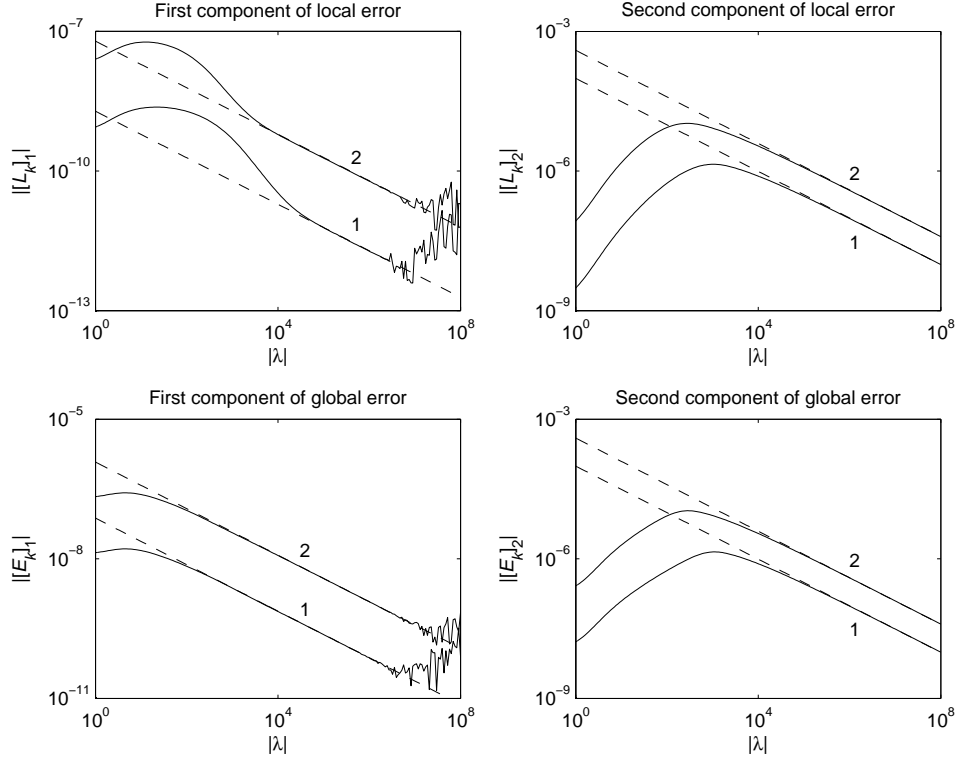 First component of local error
Second component of local error
10^−7
10^−10
10^−13
|[L_k]_1|
2
1
10^0
10^4
10^8
|λ|
10^−3
10^−6
10^−9
|[L_k]_2|
2
1
10^0
10^4
10^8
|λ|
First component of global error
Second component of global error
10^−5
10^−8
10^−11
|[E_k]_1|
2
1
10^0
10^4
10^8
|λ|
10^−3
10^−6
10^−9
|[E_k]_2|
2
1
10^0
10^4
10^8
|λ|